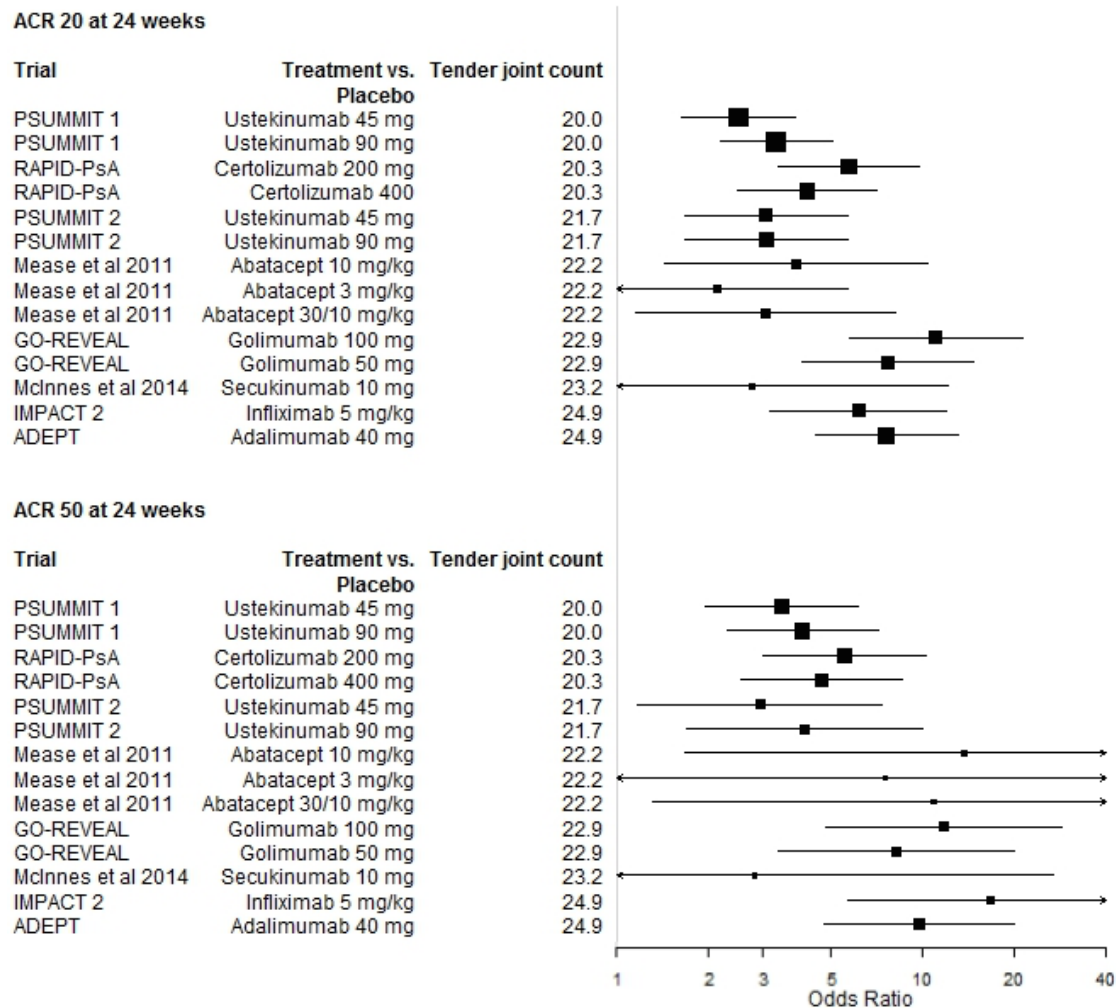 ACR 20 at 24 weeks
Trial Treatment vs. Tender joint count
Placebo
PSUMMIT 1 Ustekinumab 45 mg 20.0
PSUMMIT 1 Ustekinumab 90 mg 20.0
RAPID-PsA Certolizumab 200 mg 20.3
RAPID-PsA Certolizumab 400 20.3
PSUMMIT 2 Ustekinumab 45 mg 21.7
PSUMMIT 2 Ustekinumab 90 mg 21.7
Mease et al 2011 Abatacept 10 mg/kg 22.2
Mease et al 2011 Abatacept 3 mg/kg 22.2
Mease et al 2011 Abatacept 30/10 mg/kg 22.2
GO-REVEAL Golimumab 100 mg 22.9
GO-REVEAL Golimumab 50 mg 22.9
McInnes et al 2014 Secukinumab 10 mg 23.2
IMPACT 2 Infliximab 5 mg/kg 24.9
ADEPT Adalimumab 40 mg 24.9
ACR 50 at 24 weeks
Trial Treatment vs. Tender joint count
Placebo
PSUMMIT 1 Ustekinumab 45 mg 20.0
PSUMMIT 1 Ustekinumab 90 mg 20.0
RAPID-PsA Certolizumab 200 mg 20.3
RAPID-PsA Certolizumab 400 mg 20.3
PSUMMIT 2 Ustekinumab 45 mg 21.7
PSUMMIT 2 Ustekinumab 90 mg 21.7
Mease et al 2011 Abatacept 10 mg/kg 22.2
Mease et al 2011 Abatacept 3 mg/kg 22.2
Mease et al 2011 Abatacept 30/10 mg/kg 22.2
GO-REVEAL Golimumab 100 mg 22.9
GO-REVEAL Golimumab 50 mg 22.9
McInnes et al 2014 Secukinumab 10 mg 23.2
IMPACT 2 Infliximab 5 mg/kg 24.9
ADEPT Adalimumab 40 mg 24.9
1 2 3 5 10 20 40
Odds Ratio